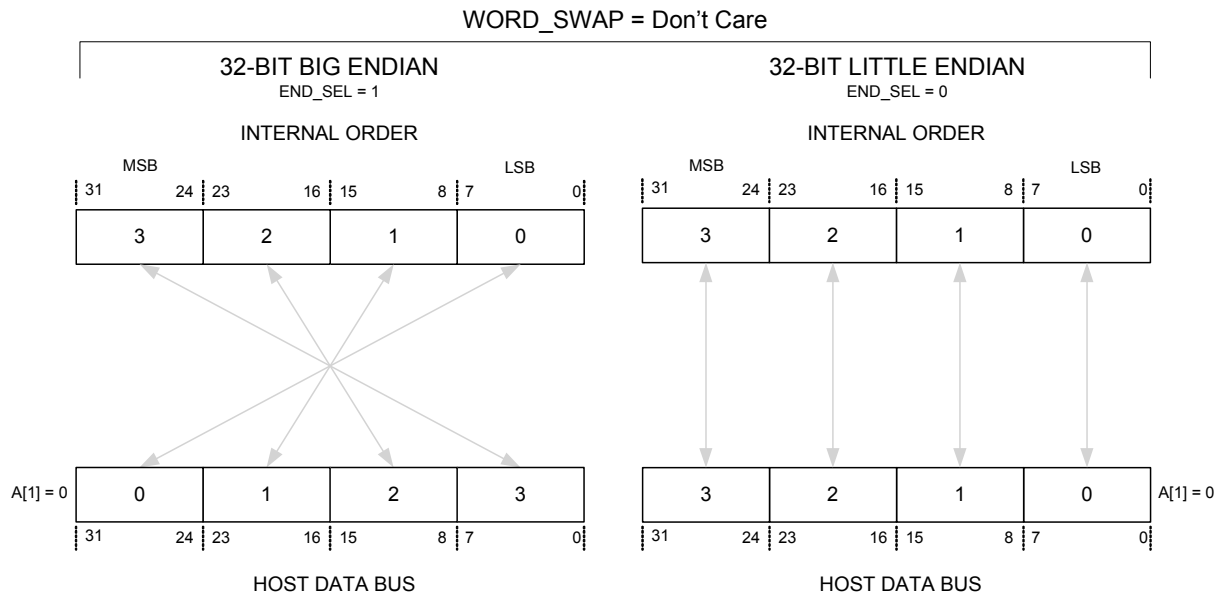 WORD_SWAP = Don't Care
32-BIT BIG ENDIAN
END_SEL = 1
INTERNAL ORDER
MSB LSB
31 24 23 16 15 8 7 0
3 2 1 0
A[1] = 0 0 1 2 3
31 24 23 16 15 8 7 0
HOST DATA BUS
32-BIT LITTLE ENDIAN
END_SEL = 0
INTERNAL ORDER
MSB LSB
31 24 23 16 15 8 7 0
3 2 1 0
3 2 1 0 A[1] = 0
31 24 23 16 15 8 7 0
HOST DATA BUS